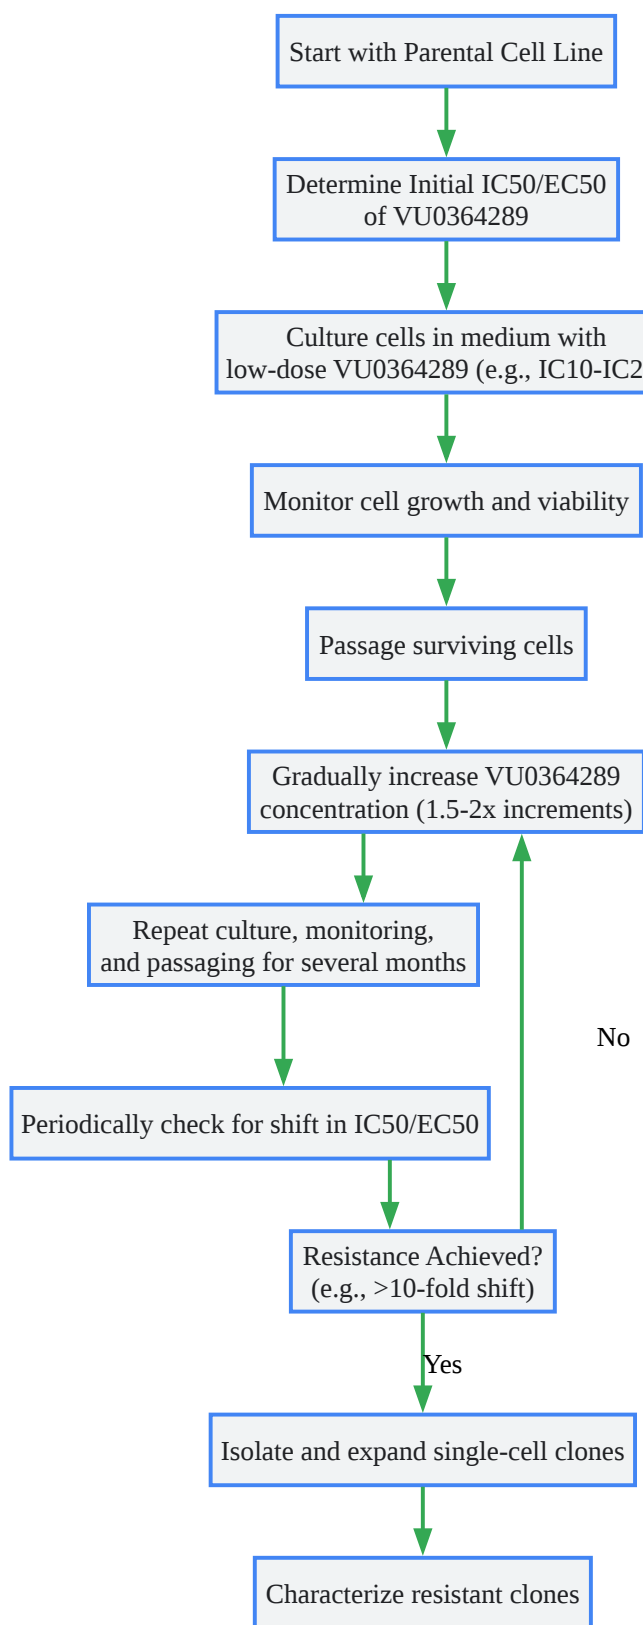 Start with Parental Cell Line
Determine Initial IC50/EC50
of VU0364289
Culture cells in medium with
low-dose VU0364289 (e.g., IC10-IC2
Monitor cell growth and viability
Passage surviving cells
Gradually increase VU0364289
concentration (1.5-2x increments)
Repeat culture, monitoring,
and passaging for several months
No
Periodically check for shift in IC50/EC50
Resistance Achieved?
(e.g., >10-fold shift)
Yes
Isolate and expand single-cell clones
Characterize resistant clones